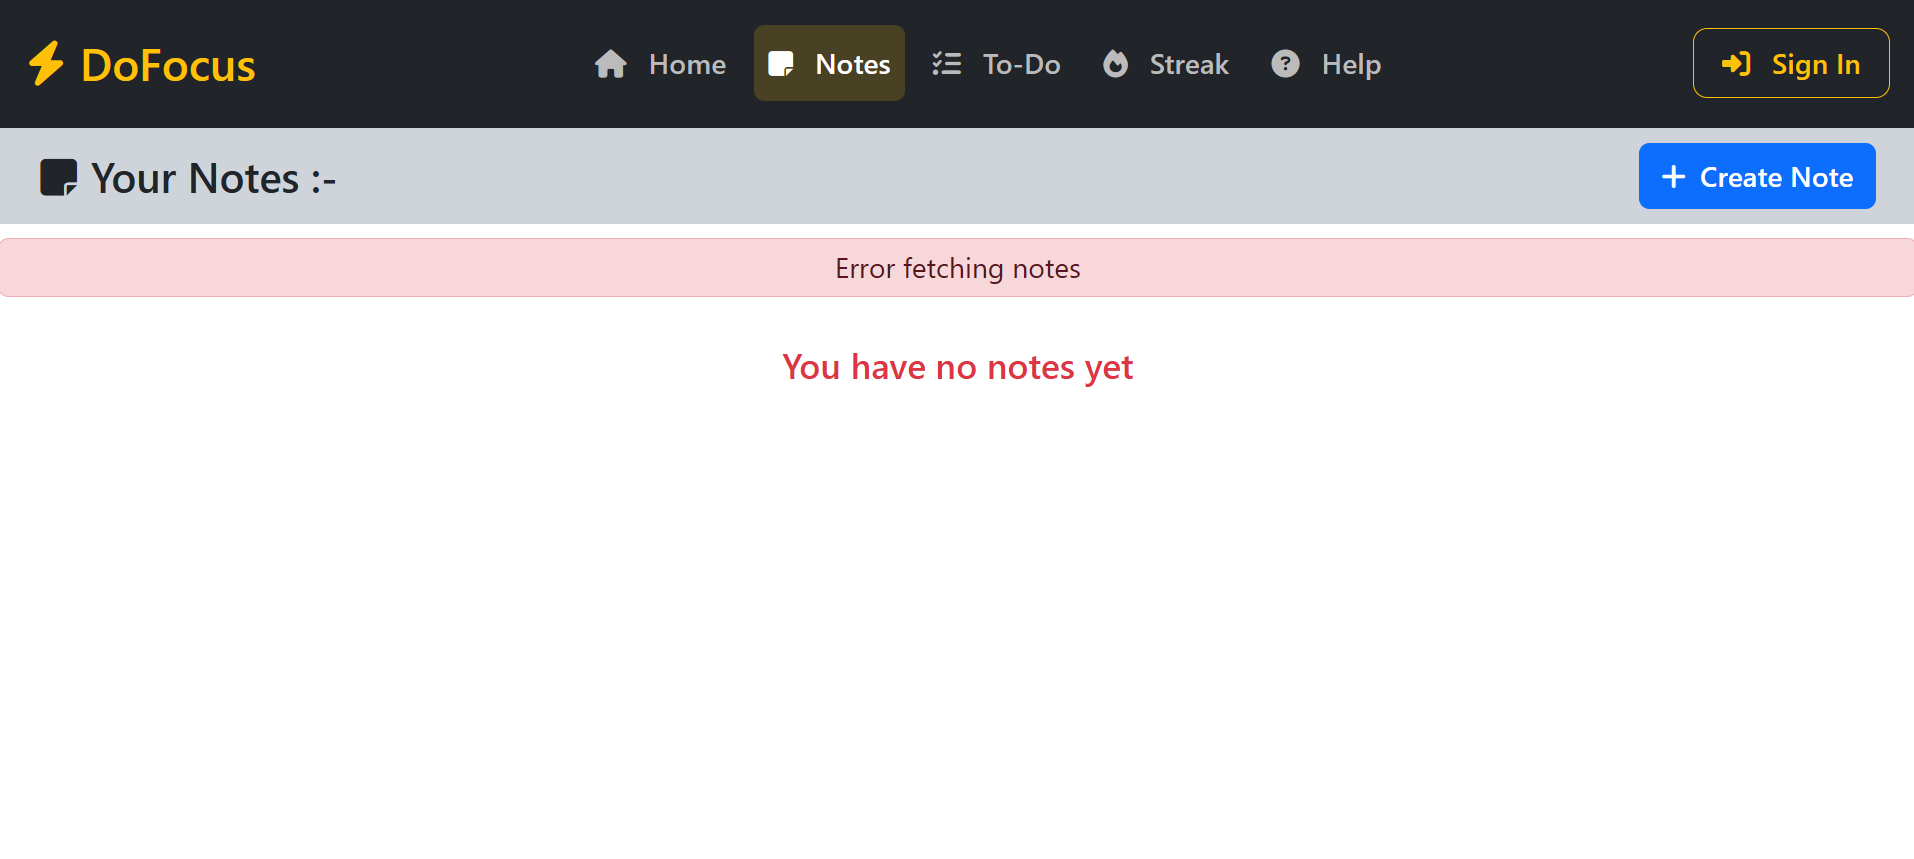 DoFocus
Home Notes To-Do Streak ? Help
Sign In
Your Notes :-
+ Create Note
Error fetching notes
You have no notes yet